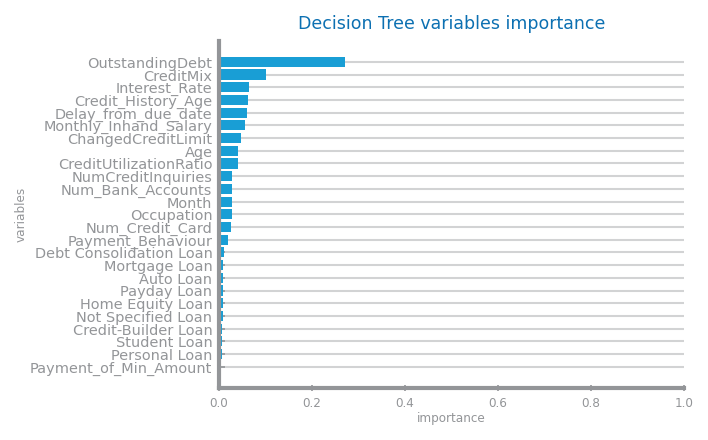 Decision Tree variables importance
OutstandingDebt
CreditMix
Interest_Rate
Credit_History_Age
Delay_from_due_date
Monthly_Inhand_Salary
ChangedCreditLimit
Age
CreditUtilizationRatio
NumCreditInquiries
Num_Bank_Accounts
Month
Occupation
Num_Credit_Card
Payment_Behaviour
Debt Consolidation Loan
Mortgage Loan
Auto Loan
Payday Loan
Home Equity Loan
Not Specified Loan
Credit-Builder Loan
Student Loan
Personal Loan
Payment_of_Min_Amount
variables
0.0 0.2 0.4 0.6 0.8 1.0
importance